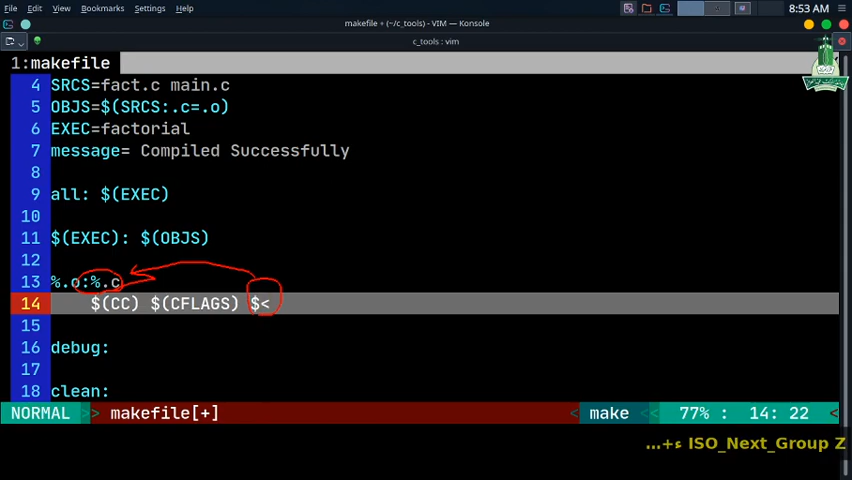 File Edit View Bookmarks Settings Help
8:53 AM
makefile + (~/c_tools) - VIM — Konsole
c_tools : vim
1:makefile
4 SRCS=fact.c main.c
5 OBJS=$(SRCS:.c=.o)
6 EXEC=factorial
7 message= Compiled Successfully
8
9 all: $(EXEC)
10
11 $(EXEC): $(OBJS)
12
13 %.o:%.c
14 $(CC) $(CFLAGS) $<
15
16 debug:
17
18 clean:
NORMAL >> makefile[+] < make << 77% : 14: 22 <
...+ء ISO_Next_Group Z